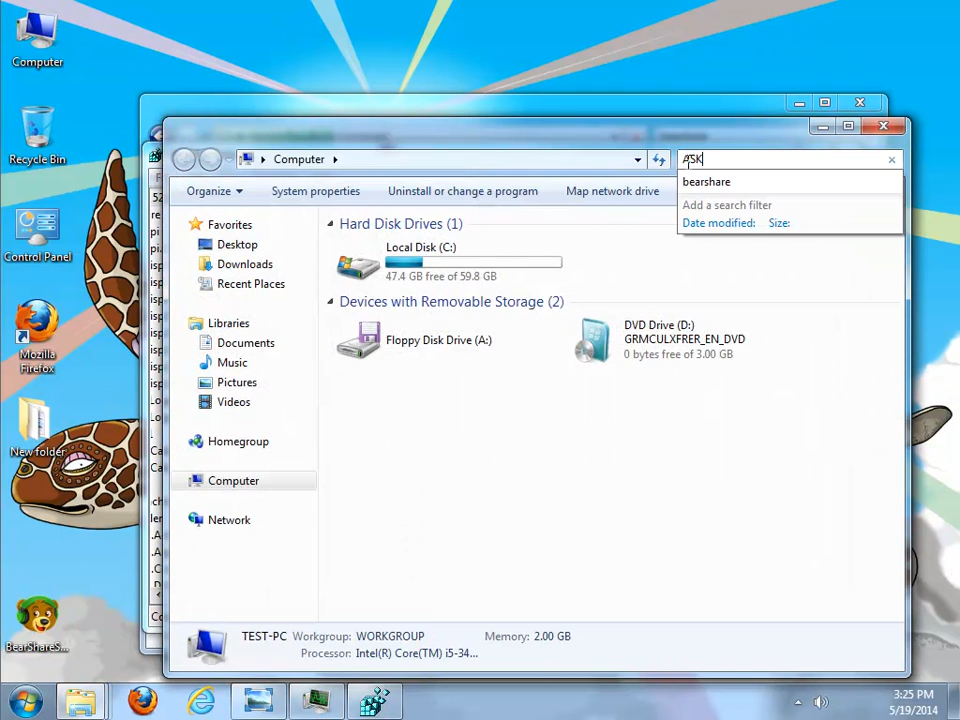 Computer
Recycle Bin
Control Panel
Mozilla
Firefox
New folder
BearShareS...
Computer
ASK
bearshare
Add a search filter
Date modified: Size:
Organize
System properties
Uninstall or change a program
Map network drive
Favorites
Desktop
Downloads
Recent Places
Libraries
Documents
Music
Pictures
Videos
Homegroup
Computer
Network
Hard Disk Drives (1)
Local Disk (C:)
47.4 GB free of 59.8 GB
Devices with Removable Storage (2)
Floppy Disk Drive (A:)
DVD Drive (D:)
GRMCULXFRER_EN_DVD
0 bytes free of 3.00 GB
TEST-PC Workgroup: WORKGROUP Memory: 2.00 GB
Processor: Intel(R) Core(TM) i5-34...
3:25 PM
5/19/2014